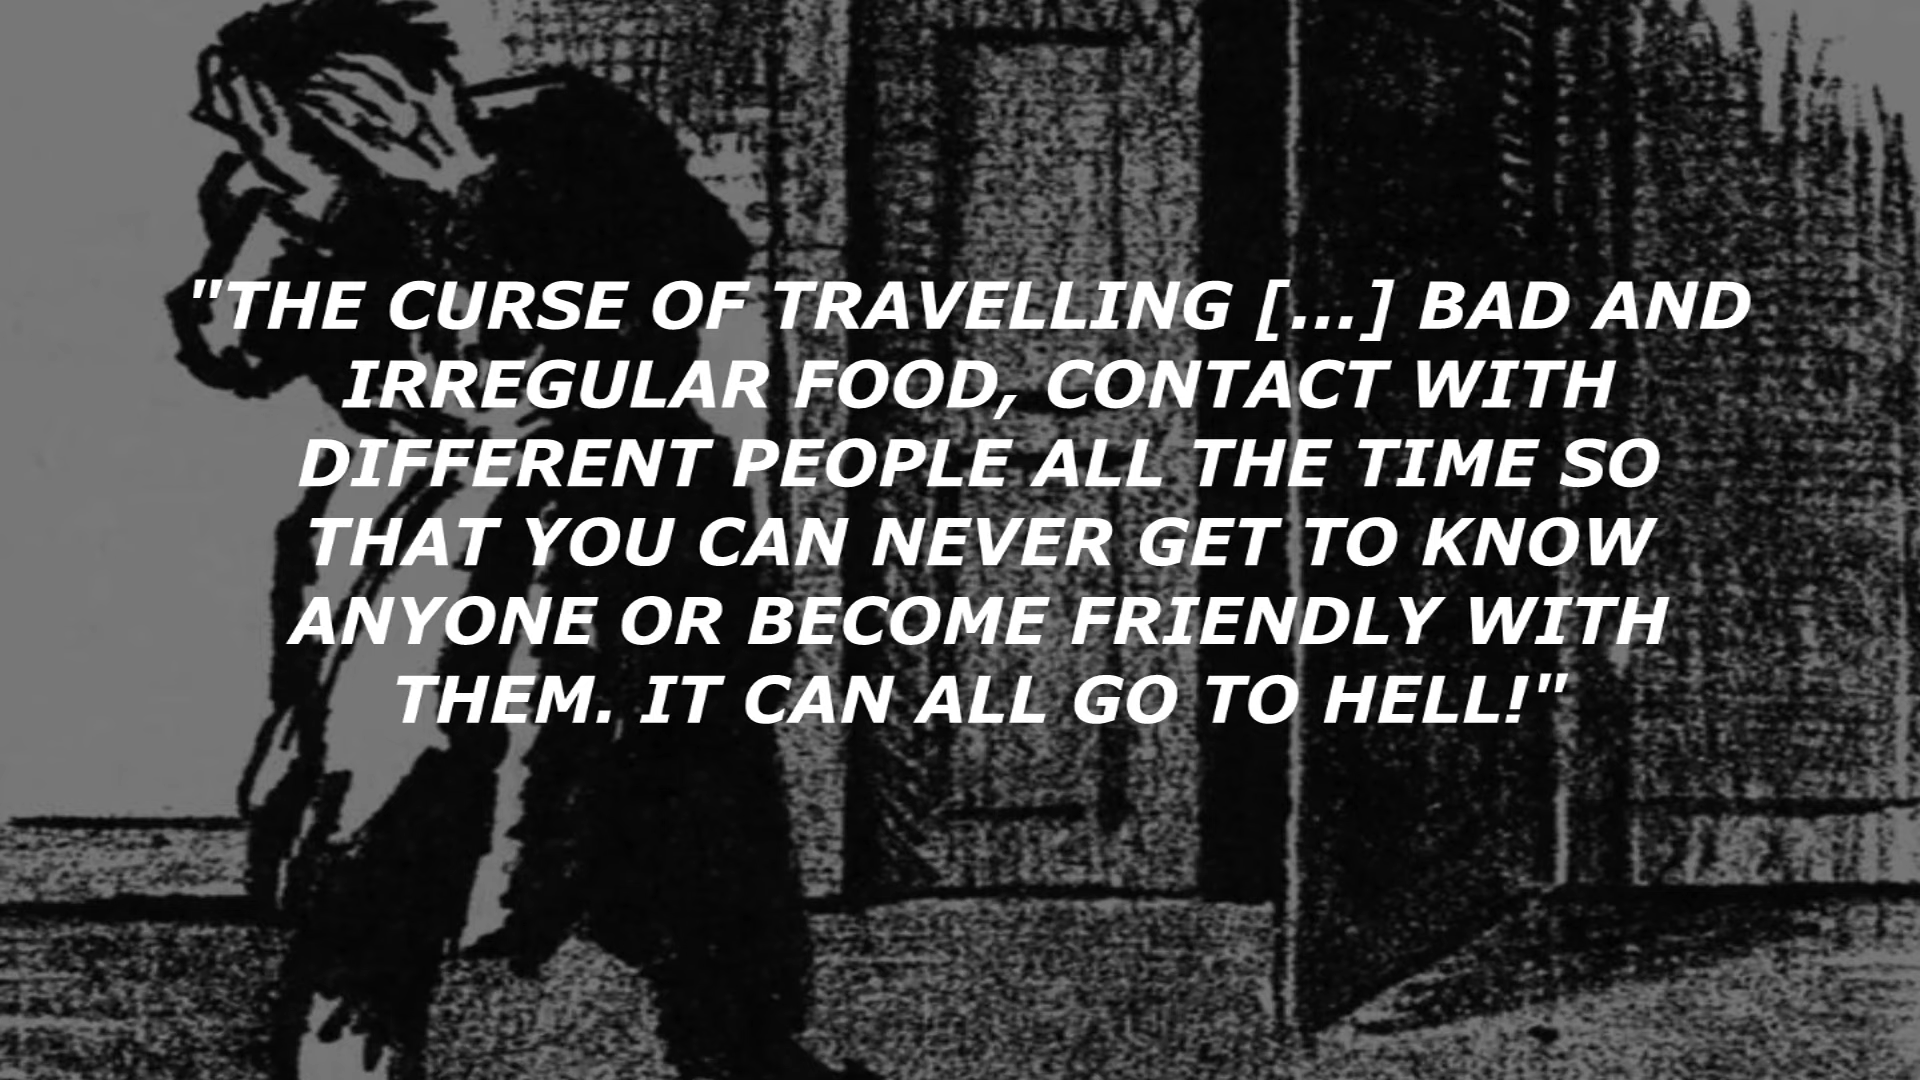 "THE CURSE OF TRAVELLING [...] BAD AND
IRREGULAR FOOD, CONTACT WITH
DIFFERENT PEOPLE ALL THE TIME SO
THAT YOU CAN NEVER GET TO KNOW
ANYONE OR BECOME FRIENDLY WITH
THEM. IT CAN ALL GO TO HELL!"